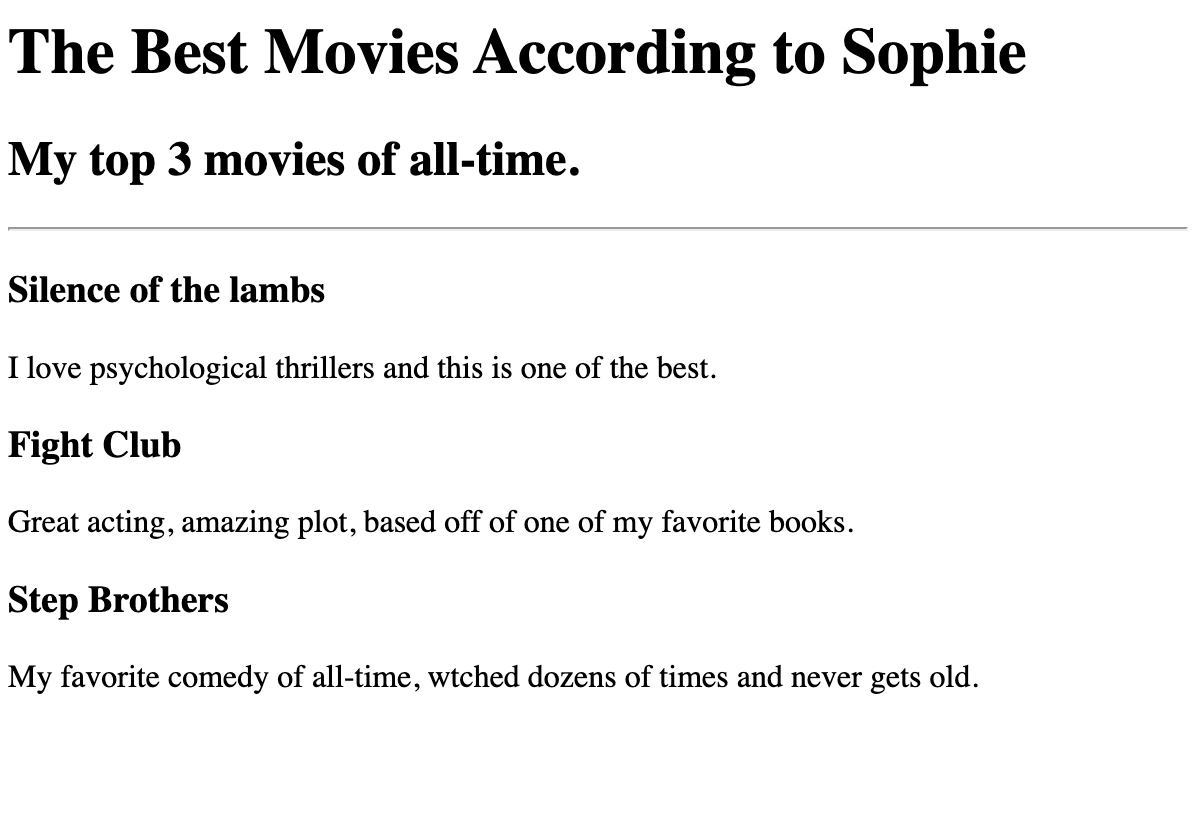 The Best Movies According to Sophie
My top 3 movies of all-time.
Silence of the lambs
I love psychological thrillers and this is one of the best.
Fight Club
Great acting, amazing plot, based off of one of my favorite books.
Step Brothers
My favorite comedy of all-time, wtched dozens of times and never gets old.